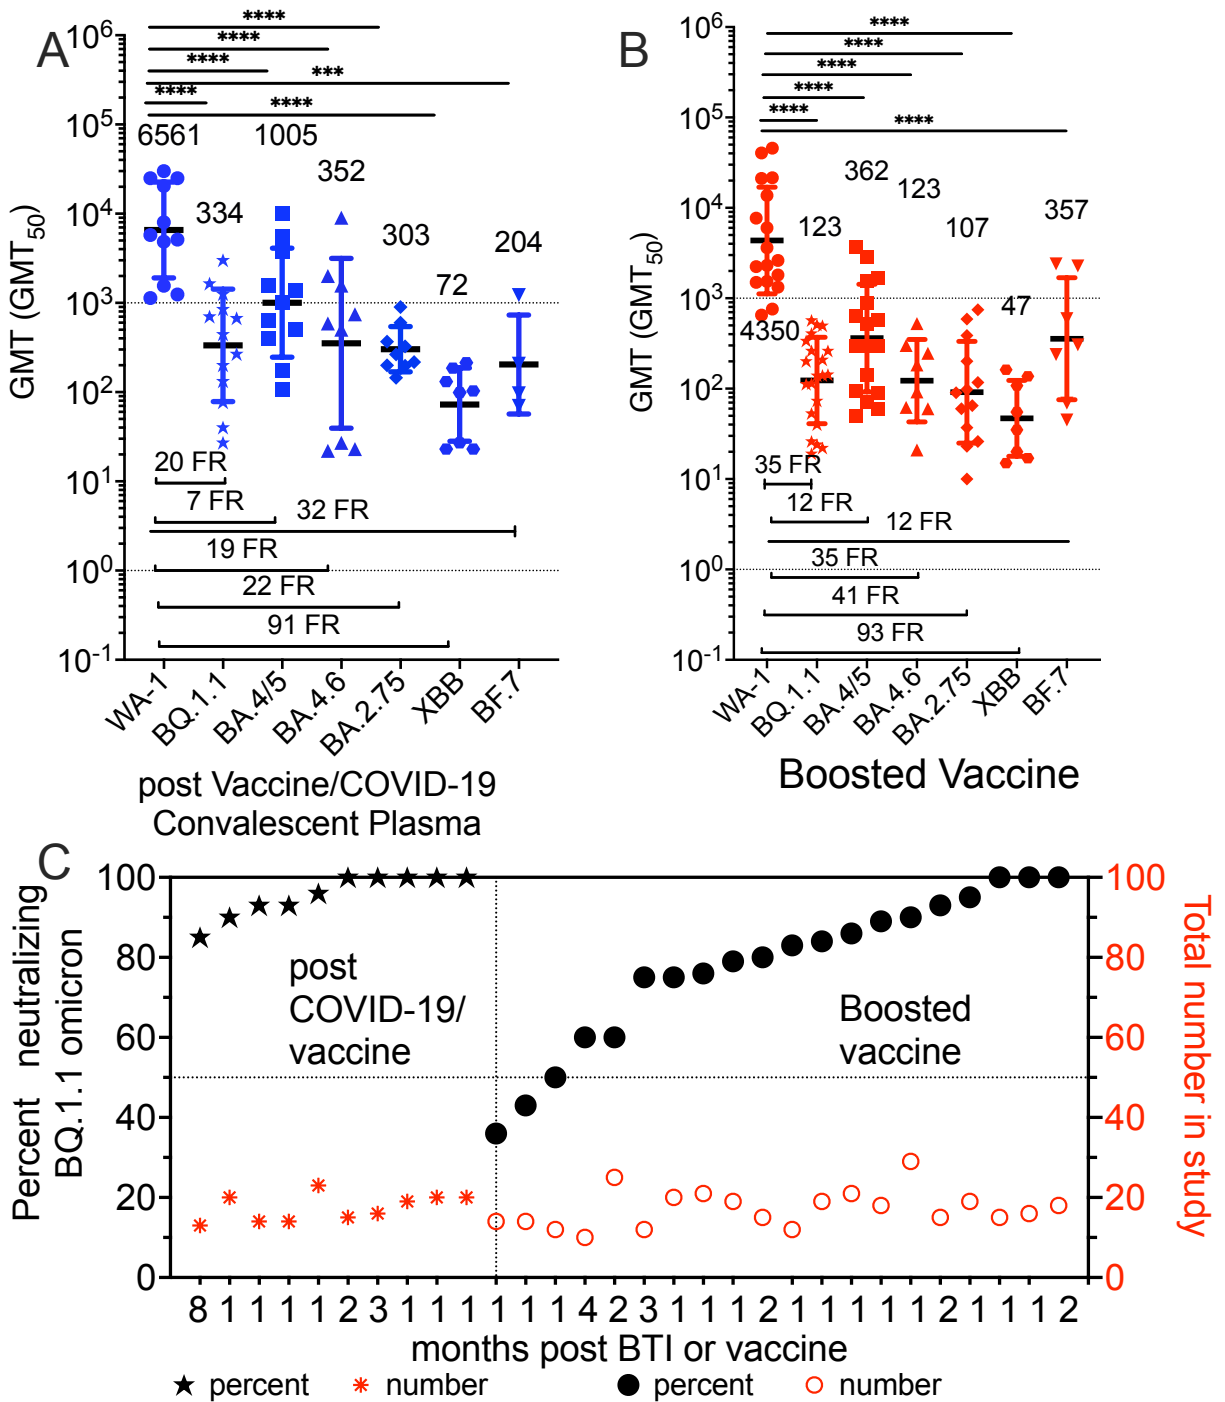 A
****
****
****
***
****
****
6561
1005
352
334
303
204
72
GMT (GMT50)
10^6
10^5
10^4
10^3
10^2
10^1
10^0
10^-1
20 FR
7 FR
32 FR
19 FR
22 FR
91 FR
WA-1
BQ.1.1
BA.4/5
BA.4.6
BA.2.75
XBB
BF.7
post Vaccine/COVID-19
Convalescent Plasma
B
****
****
****
****
****
****
362
123
357
123
107
47
4350
GMT (GMT50)
10^6
10^5
10^4
10^3
10^2
10^1
10^0
10^-1
35 FR
12 FR
12 FR
35 FR
41 FR
93 FR
WA-1
BQ.1.1
BA.4/5
BA.4.6
BA.2.75
XBB
BF.7
Boosted Vaccine
C
Percent neutralizing
BQ.1.1 omicron
100
80
60
40
20
0
post
COVID-19/
vaccine
Boosted
vaccine
100
80
60
40
20
0
Total number in study
8 1 1 1 1 2 3 1 1 1 1 1 1 4 2 3 1 1 1 2 1 1 1 1 1 2 1 1 1 2
months post BTI or vaccine
percent number percent number